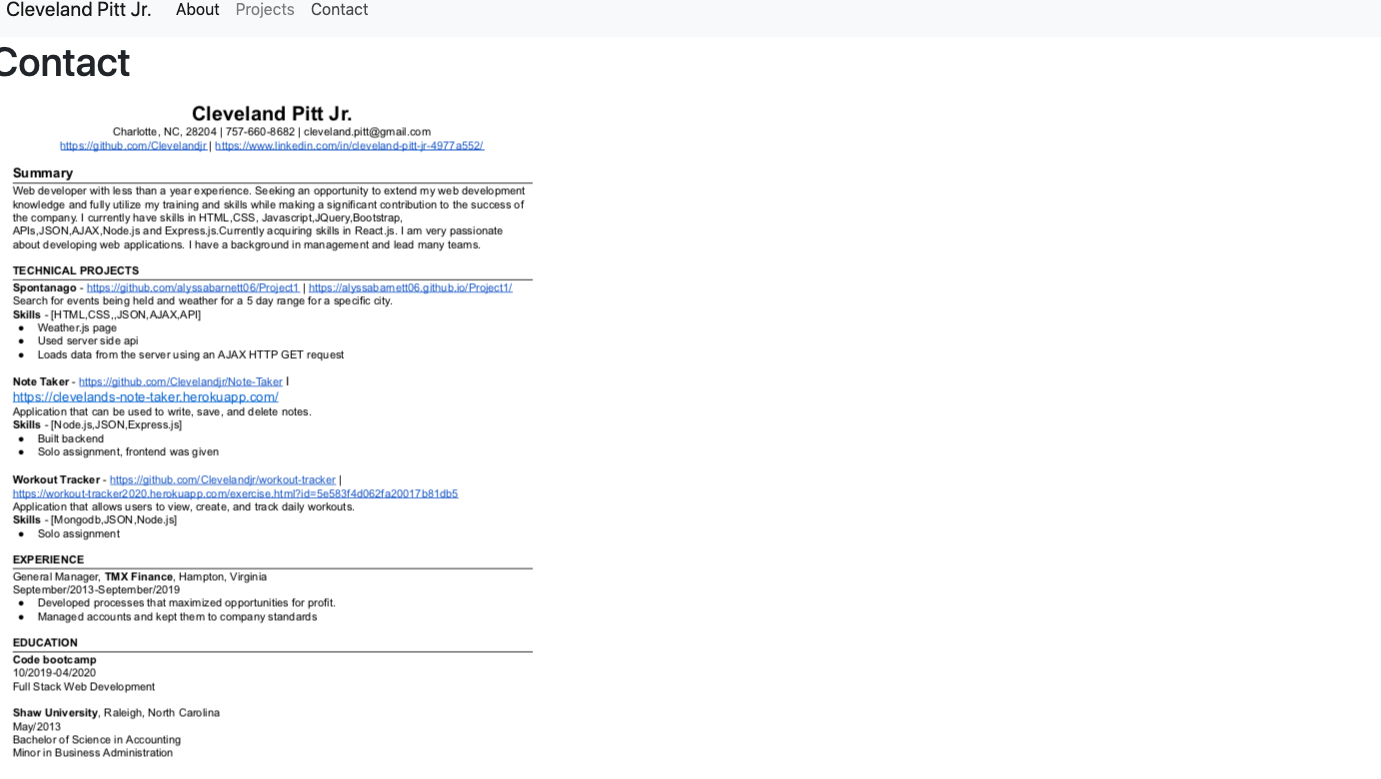 Cleveland Pitt Jr. About Projects Contact
Contact
Cleveland Pitt Jr.
Charlotte, NC, 28204 | 757-660-8682 | cleveland.pitt@gmail.com
https://github.com/Clevelandjr | https://www.linkedin.com/in/cleveland-pitt-jr-4977a552/
Summary
Web developer with less than a year experience. Seeking an opportunity to extend my web development
knowledge and fully utilize my training and skills while making a significant contribution to the success of
the company. I currently have skills in HTML,CSS, Javascript,JQuery,Bootstrap,
APIs,JSON,AJAX,Node.js and Express.js.Currently acquiring skills in React.js. I am very passionate
about developing web applications. I have a background in management and lead many teams.
TECHNICAL PROJECTS
Spontanago - https://github.com/alyssabarnett06/Project1 | https://alyssabarnett06.github.io/Project1/
Search for events being held and weather for a 5 day range for a specific city.
Skills - [HTML,CSS,,JSON,AJAX,API]
● Weather.js page
● Used server side api
● Loads data from the server using an AJAX HTTP GET request
Note Taker - https://github.com/Clevelandjr/Note-Taker |
https://clevelands-note-taker.herokuapp.com/
Application that can be used to write, save, and delete notes.
Skills - [Node.js,JSON,Express.js]
● Built backend
● Solo assignment, frontend was given
Workout Tracker - https://github.com/Clevelandjr/workout-tracker |
https://workout-tracker2020.herokuapp.com/exercise.html?id=5e583f4d062fa20017b81db5
Application that allows users to view, create, and track daily workouts.
Skills - [Mongodb,JSON,Node.js]
● Solo assignment
EXPERIENCE
General Manager, TMX Finance, Hampton, Virginia
September/2013-September/2019
● Developed processes that maximized opportunities for profit.
● Managed accounts and kept them to company standards
EDUCATION
Code bootcamp
10/2019-04/2020
Full Stack Web Development
Shaw University, Raleigh, North Carolina
May/2013
Bachelor of Science in Accounting
Minor in Business Administration